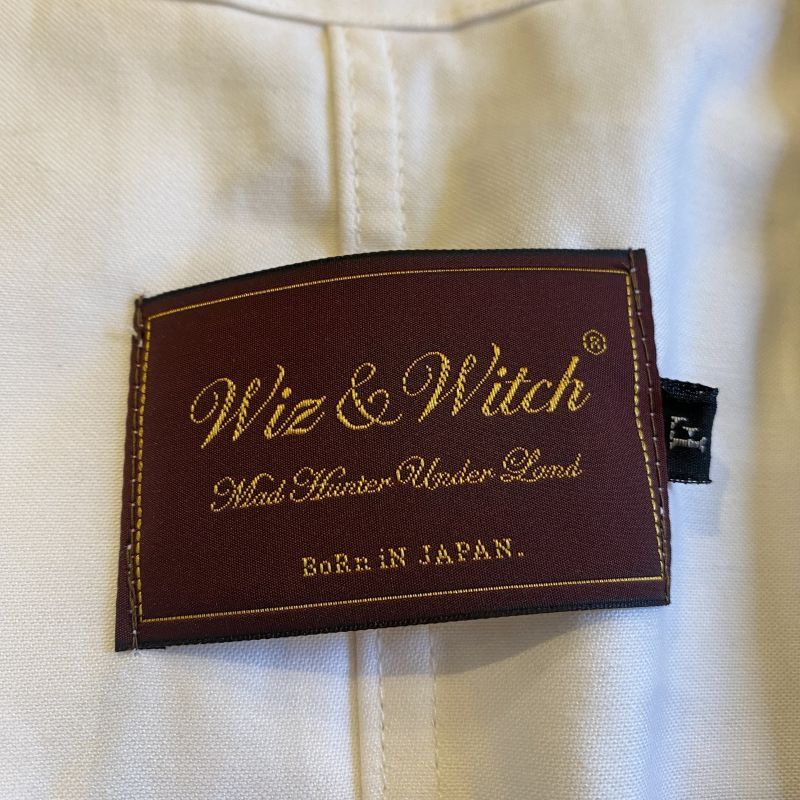 Wiz & Witch®
Mad Hunter Under Land
BoRn iN JAPAN.
F